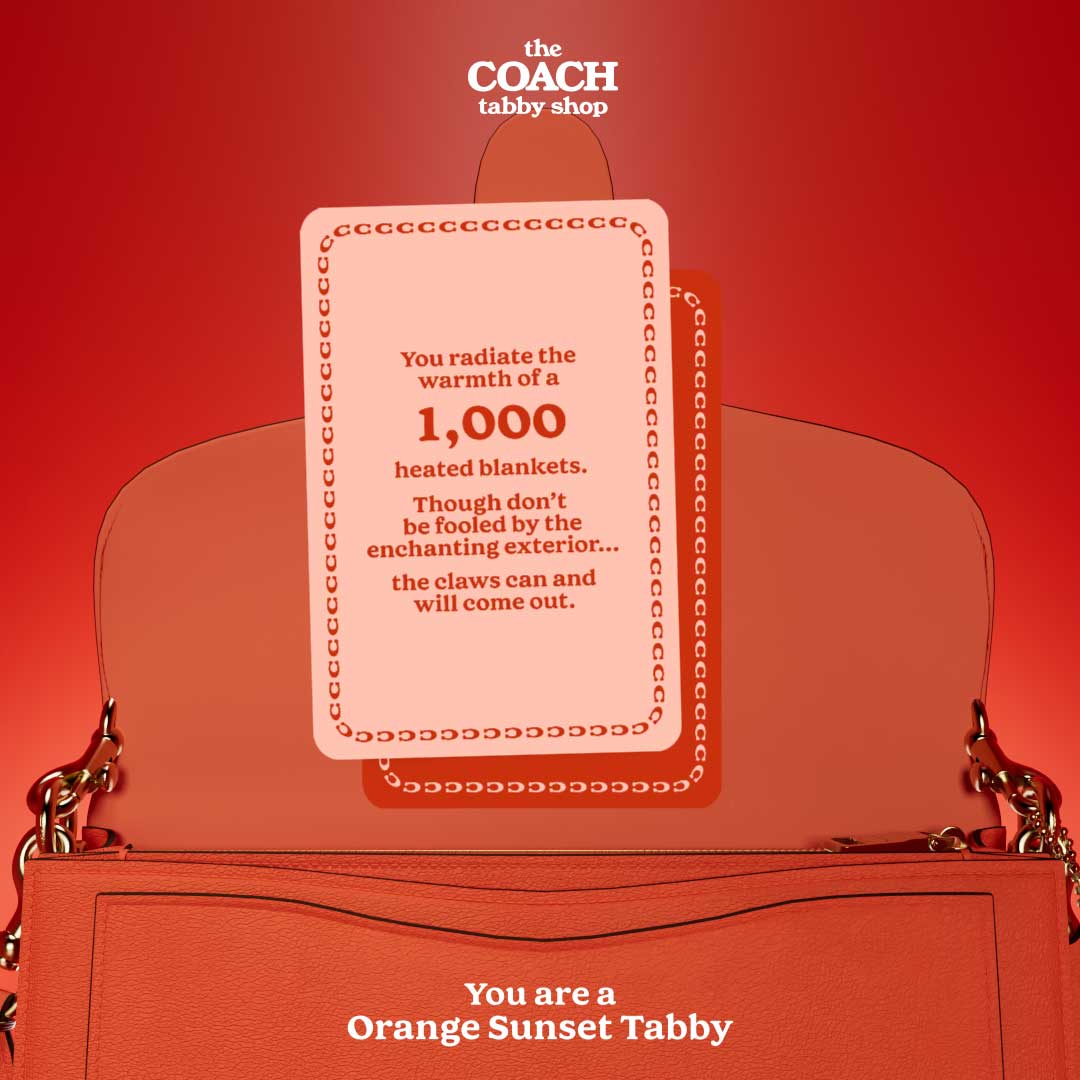 the
COACH
tabby shop
You radiate the
warmth of a
1,000
heated blankets.
Though don't
be fooled by the
enchanting exterior...
the claws can and
will come out.
You are a
Orange Sunset Tabby